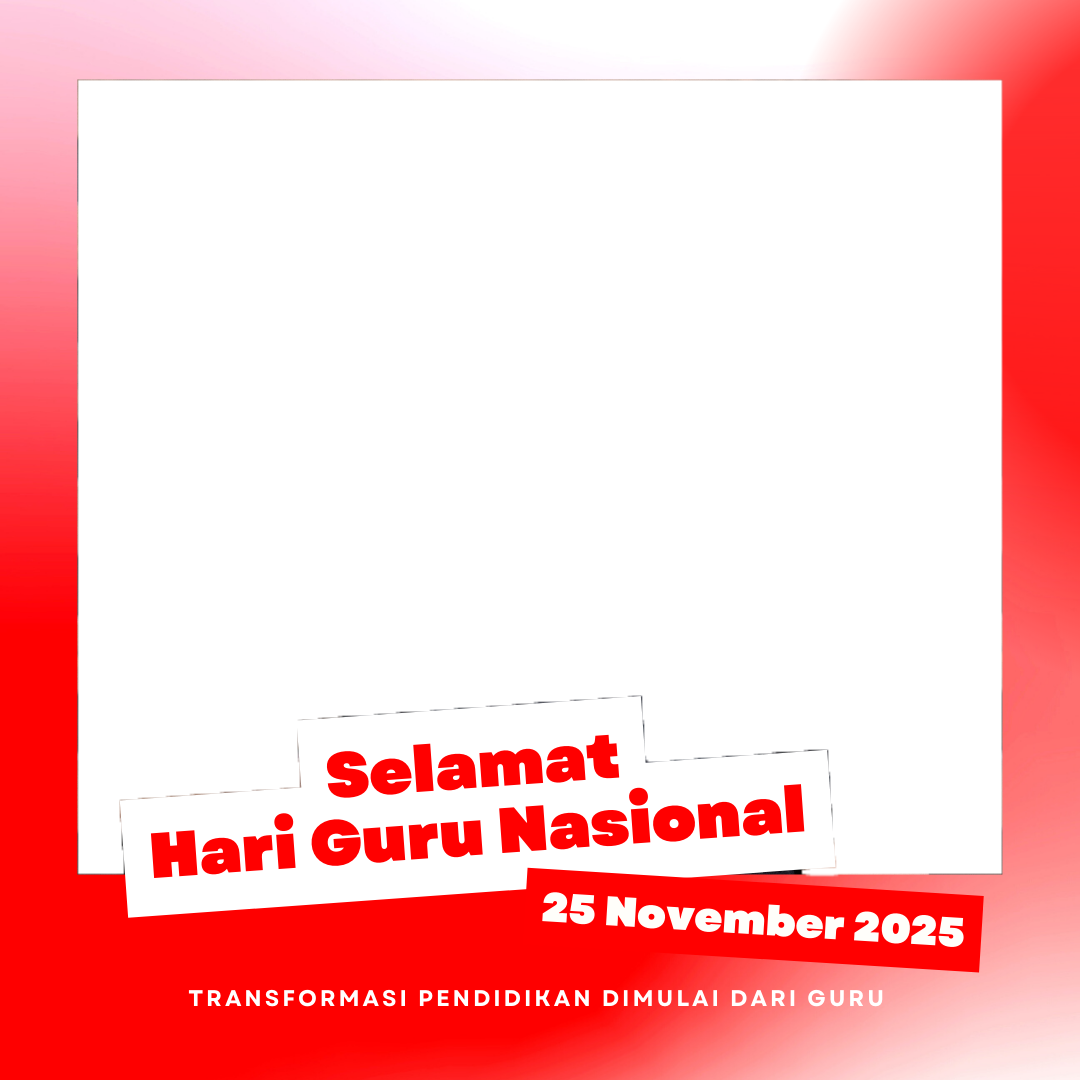 Selamat
Hari Guru Nasional
25 November 2025
TRANSFORMASI PENDIDIKAN DIMULAI DARI GURU